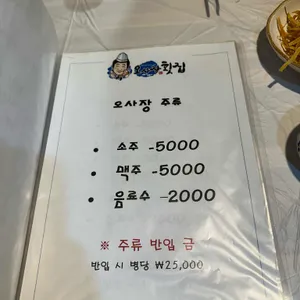 횟집
오사장 주류
• 소주 -5000
• 맥주 -5000
• 음료수 -2000
※ 주류 반입 금
반입 시 병당 ₩25,000